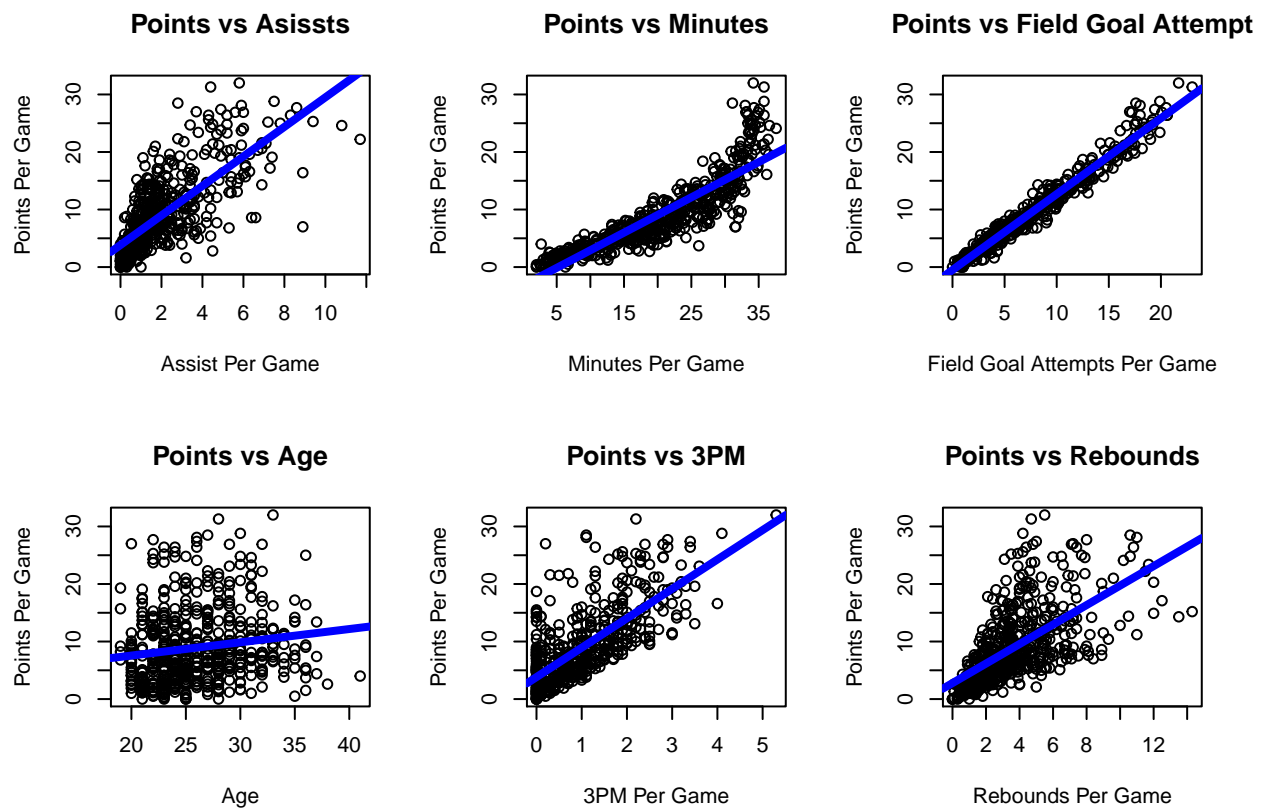 Points vs Asissts
Points Per Game
0 10 20 30
0 2 4 6 8 10
Assist Per Game
Points vs Minutes
Points Per Game
0 10 20 30
5 15 25 35
Minutes Per Game
Points vs Field Goal Attempt
Points Per Game
0 10 20 30
0 5 10 15 20
Field Goal Attempts Per Game
Points vs Age
Points Per Game
0 10 20 30
20 25 30 35 40
Age
Points vs 3PM
Points Per Game
0 10 20 30
0 1 2 3 4 5
3PM Per Game
Points vs Rebounds
Points Per Game
0 10 20 30
0 2 4 6 8 12
Rebounds Per Game